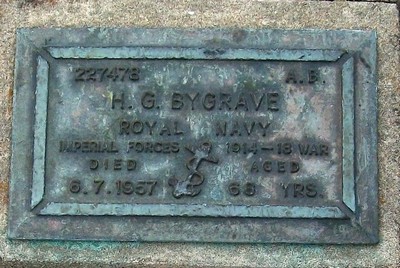 227478 A.B.
H. G. BYGRAVE
ROYAL NAVY
IMPERIAL FORCES 1914-18 WAR
DIED AGED
6.7.1957 68 YRS.